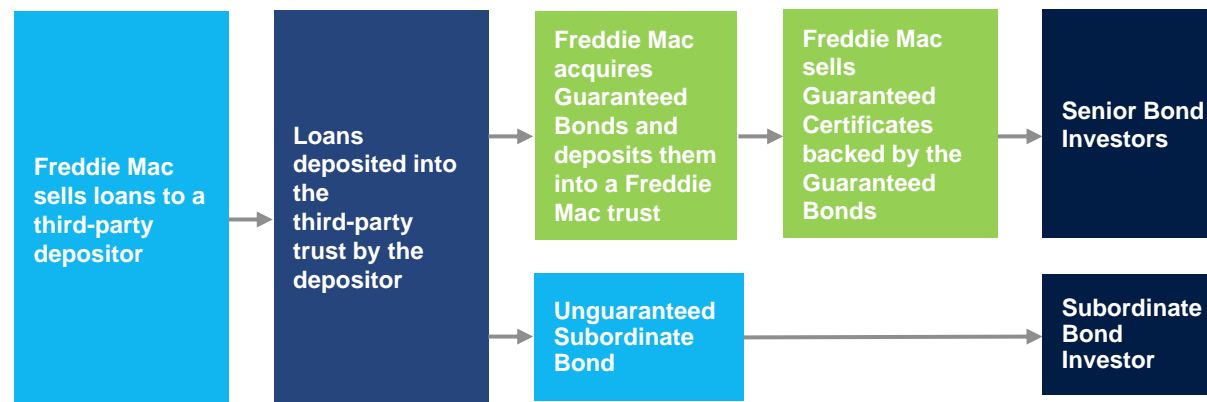 Freddie Mac
sells loans to a
third-party
depositor
Loans
deposited into
the
third-party
trust by the
depositor
Freddie Mac
acquires
Guaranteed
Bonds and
deposits them
into a Freddie
Mac trust
Freddie Mac
sells
Guaranteed
Certificates
backed by the
Guaranteed
Bonds
Senior Bond
Investors
Unguaranteed
Subordinate
Bond
Subordinate
Bond
Investor